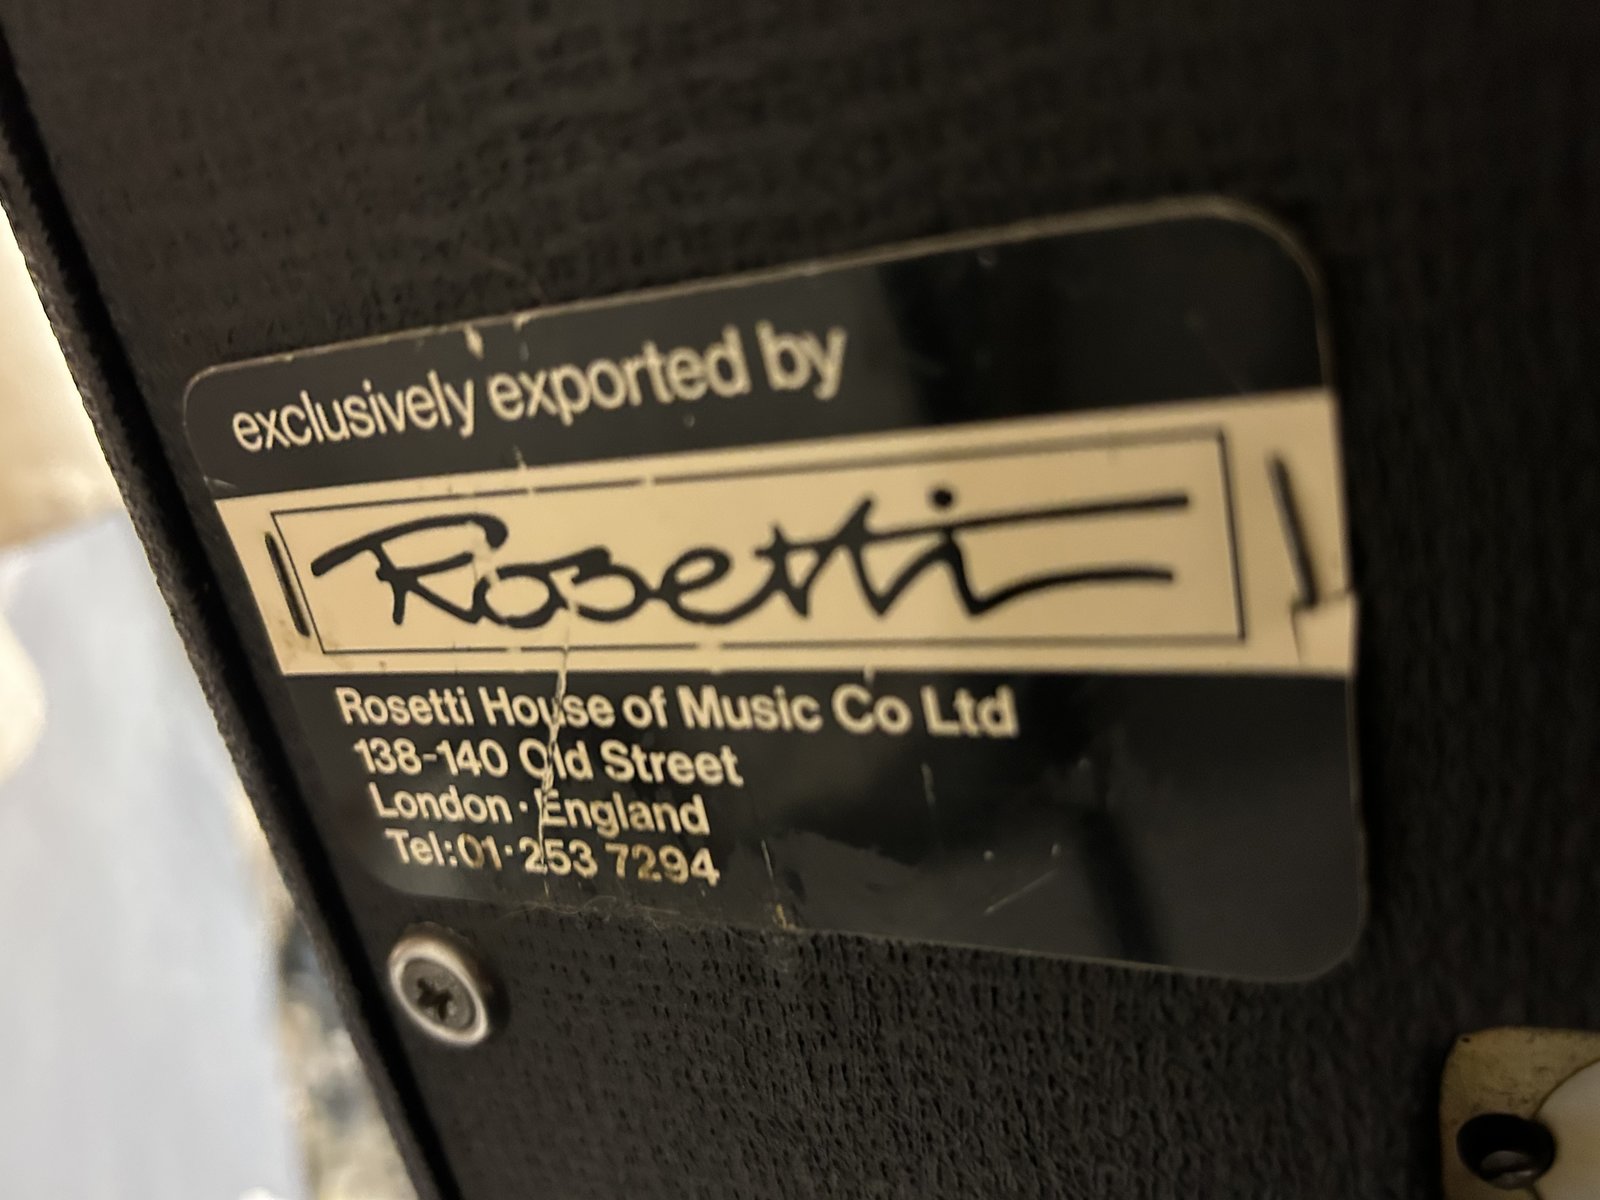 exclusively exported by
Rosetti
Rosetti House of Music Co Ltd
138-140 Old Street
London · England
Tel:01·253 7294